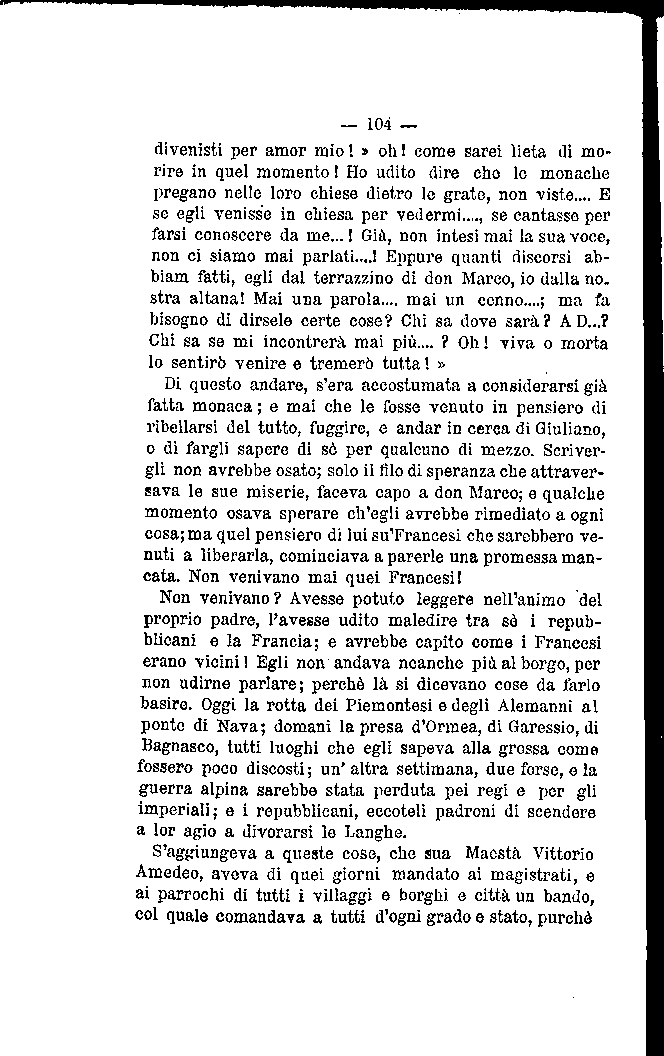 — 104 —
divenisti per amor mio! » oh! come sarei lieta di mo-
rire in quel momento! Ho udito dire che le monache
pregano nelle loro chiese dietro le grate, non viste.... E
se egli venisse in chiesa per vedermi...., se cantasse per
farsi conoscere da me... ! Già, non intesi mai la sua voce,
non ci siamo mai parlati....! Eppure quanti discorsi ab-
biam fatti, egli dal terrazzino di don Marco, io dalla no-
stra altana! Mai una parola.... mai un cenno....; ma fa
bisogno di dirsele certe cose? Chi sa dove sarà? A D...?
Chi sa se mi incontrerà mai più.... ? Oh! viva o morta
lo sentirò venire e tremerò tutta! »
Di questo andare, s'era accostumata a considerarsi già
fatta monaca; e mai che le fosse venuto in pensiero di
ribellarsi del tutto, fuggire, e andar in cerca di Giuliano,
o di fargli sapere di sè per qualcuno di mezzo. Scriver-
gli non avrebbe osato; solo il filo di speranza che attraver-
sava le sue miserie, faceva capo a don Marco; e qualche
momento osava sperare ch'egli avrebbe rimediato a ogni
cosa; ma quel pensiero di lui su'Francesi che sarebbero ve-
nuti a liberarla, cominciava a parerle una promessa man-
cata. Non venivano mai quei Francesi!
Non venivano? Avesse potuto leggere nell'animo del
proprio padre, l'avesse udito maledire tra sè i repub-
blicani e la Francia; e avrebbe capito come i Francesi
erano vicini! Egli non andava neanche più al borgo, per
non udirne parlare; perchè là si dicevano cose da farlo
basire. Oggi la rotta dei Piemontesi e degli Alemanni al
ponte di Nava; domani la presa d'Ormea, di Garessio, di
Bagnasco, tutti luoghi che egli sapeva alla grossa come
fossero poco discosti; un' altra settimana, due forse, e la
guerra alpina sarebbe stata perduta pei regi e per gli
imperiali; e i repubblicani, eccoteli padroni di scendere
a lor agio a divorarsi le Langhe.
S'aggiungeva a queste cose, che sua Maestà Vittorio
Amedeo, aveva di quei giorni mandato ai magistrati, e
ai parrochi di tutti i villaggi e borghi e città un bando,
col quale comandava a tutti d'ogni grado e stato, purchè